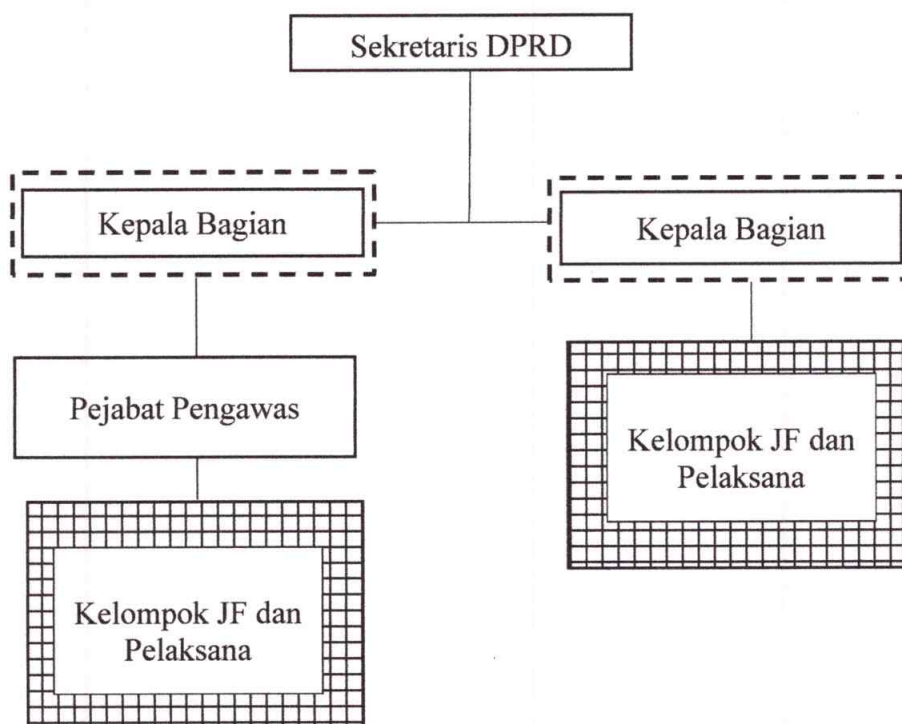 Sekretaris DPRD
Kepala Bagian
Kepala Bagian
Pejabat Pengawas
Kelompok JF dan
Pelaksana
Kelompok JF dan
Pelaksana